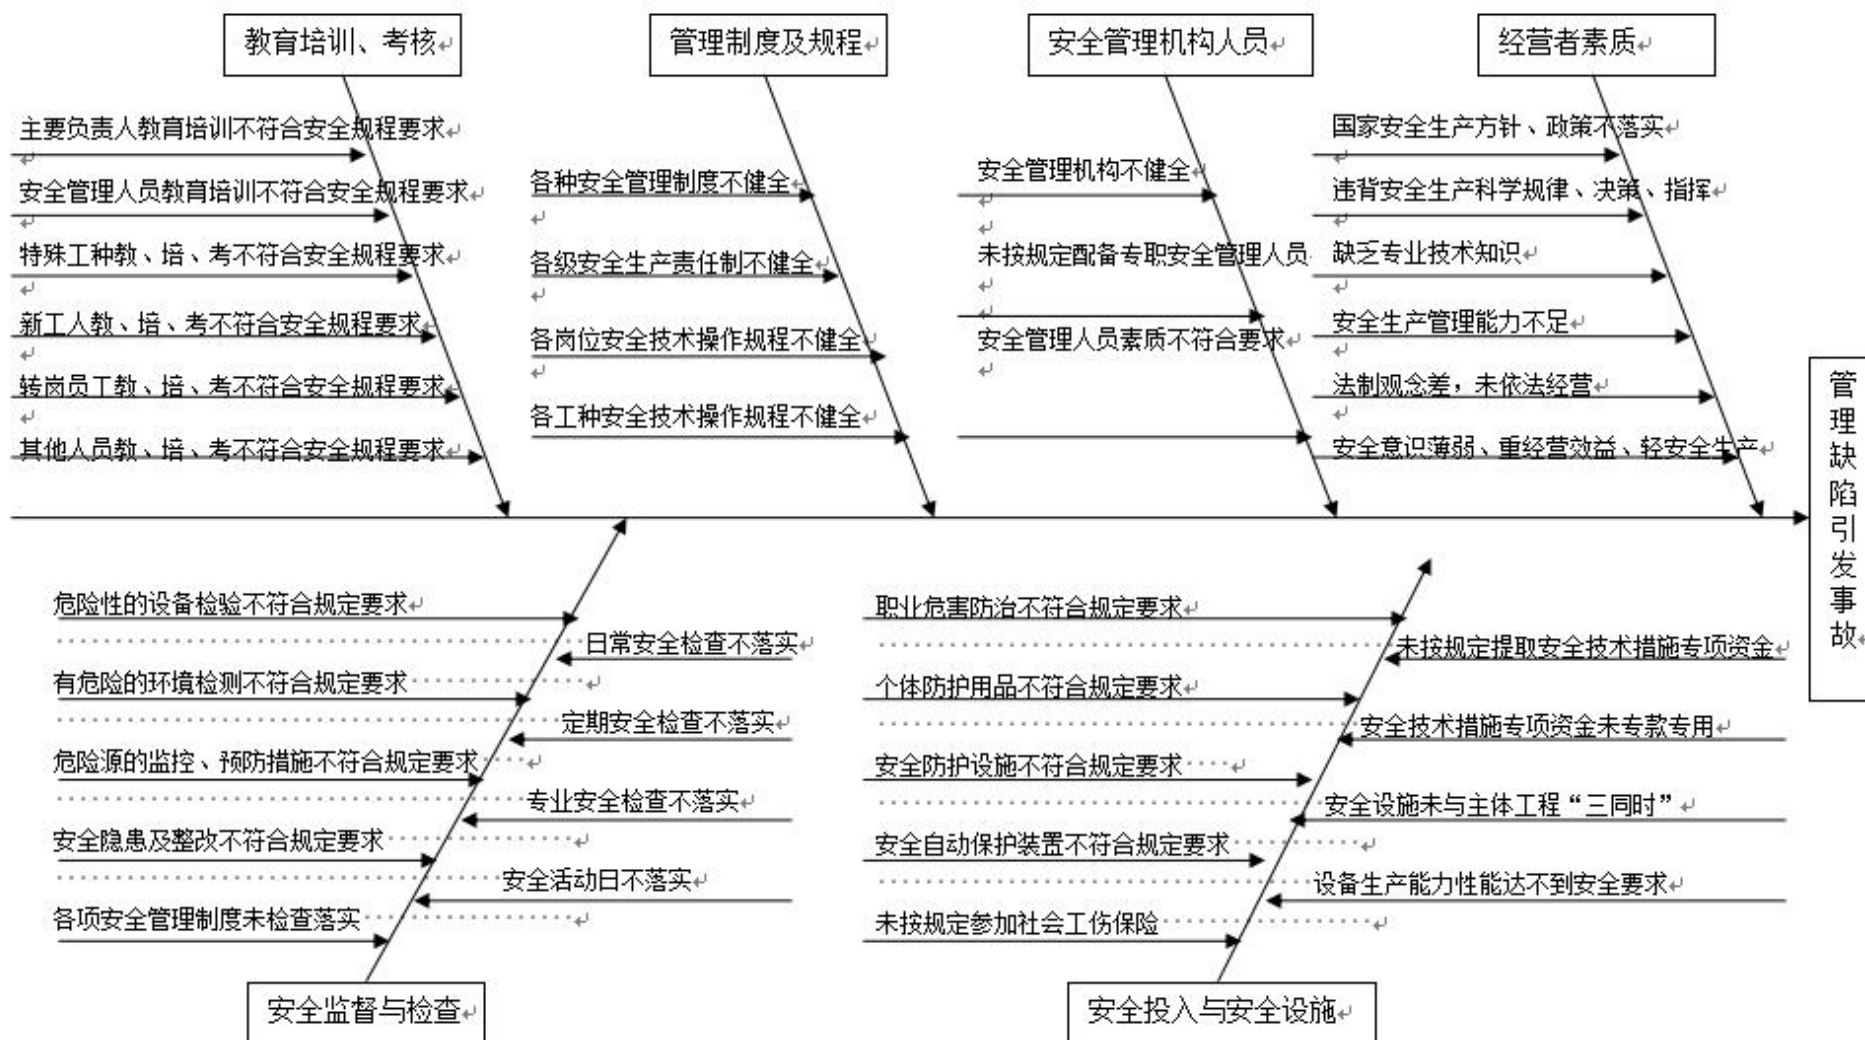 教育培训、考核
管理制度及规程
安全管理机构人员
经营者素质
主要负责人教育培训不符合安全规程要求
安全管理人员教育培训不符合安全规程要求
特殊工种教、培、考不符合安全规程要求
新工人教、培、考不符合安全规程要求
转岗员工教、培、考不符合安全规程要求
其他人员教、培、考不符合安全规程要求
各种安全管理制度不健全
各级安全生产责任制不健全
各岗位安全技术操作规程不健全
各工种安全技术操作规程不健全
安全管理机构不健全
未按规定配备专职安全管理人员
安全管理人员素质不符合要求
国家安全生产方针、政策不落实
违背安全生产科学规律、决策、指挥
缺乏专业技术知识
安全生产管理能力不足
法制观念差，未依法经营
安全意识薄弱、重经营效益、轻安全生产
管理缺陷引发事故
危险性的设备检验不符合规定要求
日常安全检查不落实
有危险的环境检测不符合规定要求
定期安全检查不落实
危险源的监控、预防措施不符合规定要求
专业安全检查不落实
安全隐患及整改不符合规定要求
安全活动日不落实
各项安全管理制度未检查落实
安全监督与检查
职业危害防治不符合规定要求
未按规定提取安全技术措施专项资金
个体防护用品不符合规定要求
安全技术措施专项资金未专款专用
安全防护设施不符合规定要求
安全设施未与主体工程“三同时”
安全自动保护装置不符合规定要求
设备生产能力性能达不到安全要求
未按规定参加社会工伤保险
安全投入与安全设施